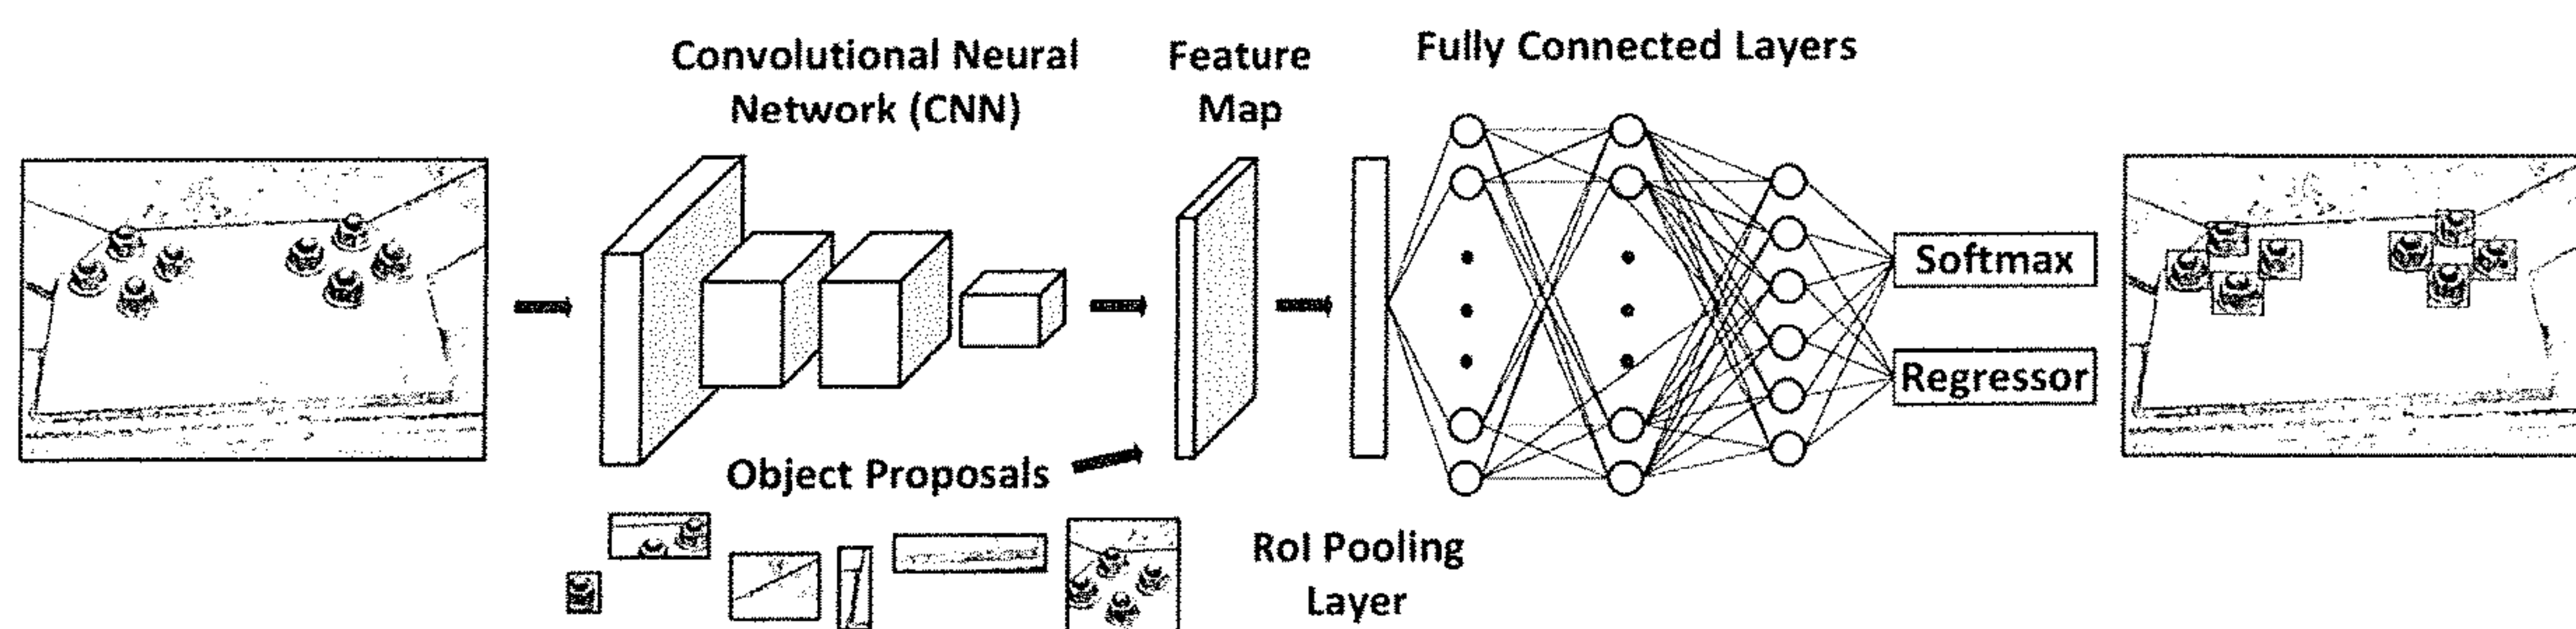 Convolutional Neural
Network (CNN)
Feature
Map
Fully Connected Layers
Softmax
Regressor
Object Proposals
RoI Pooling
Layer